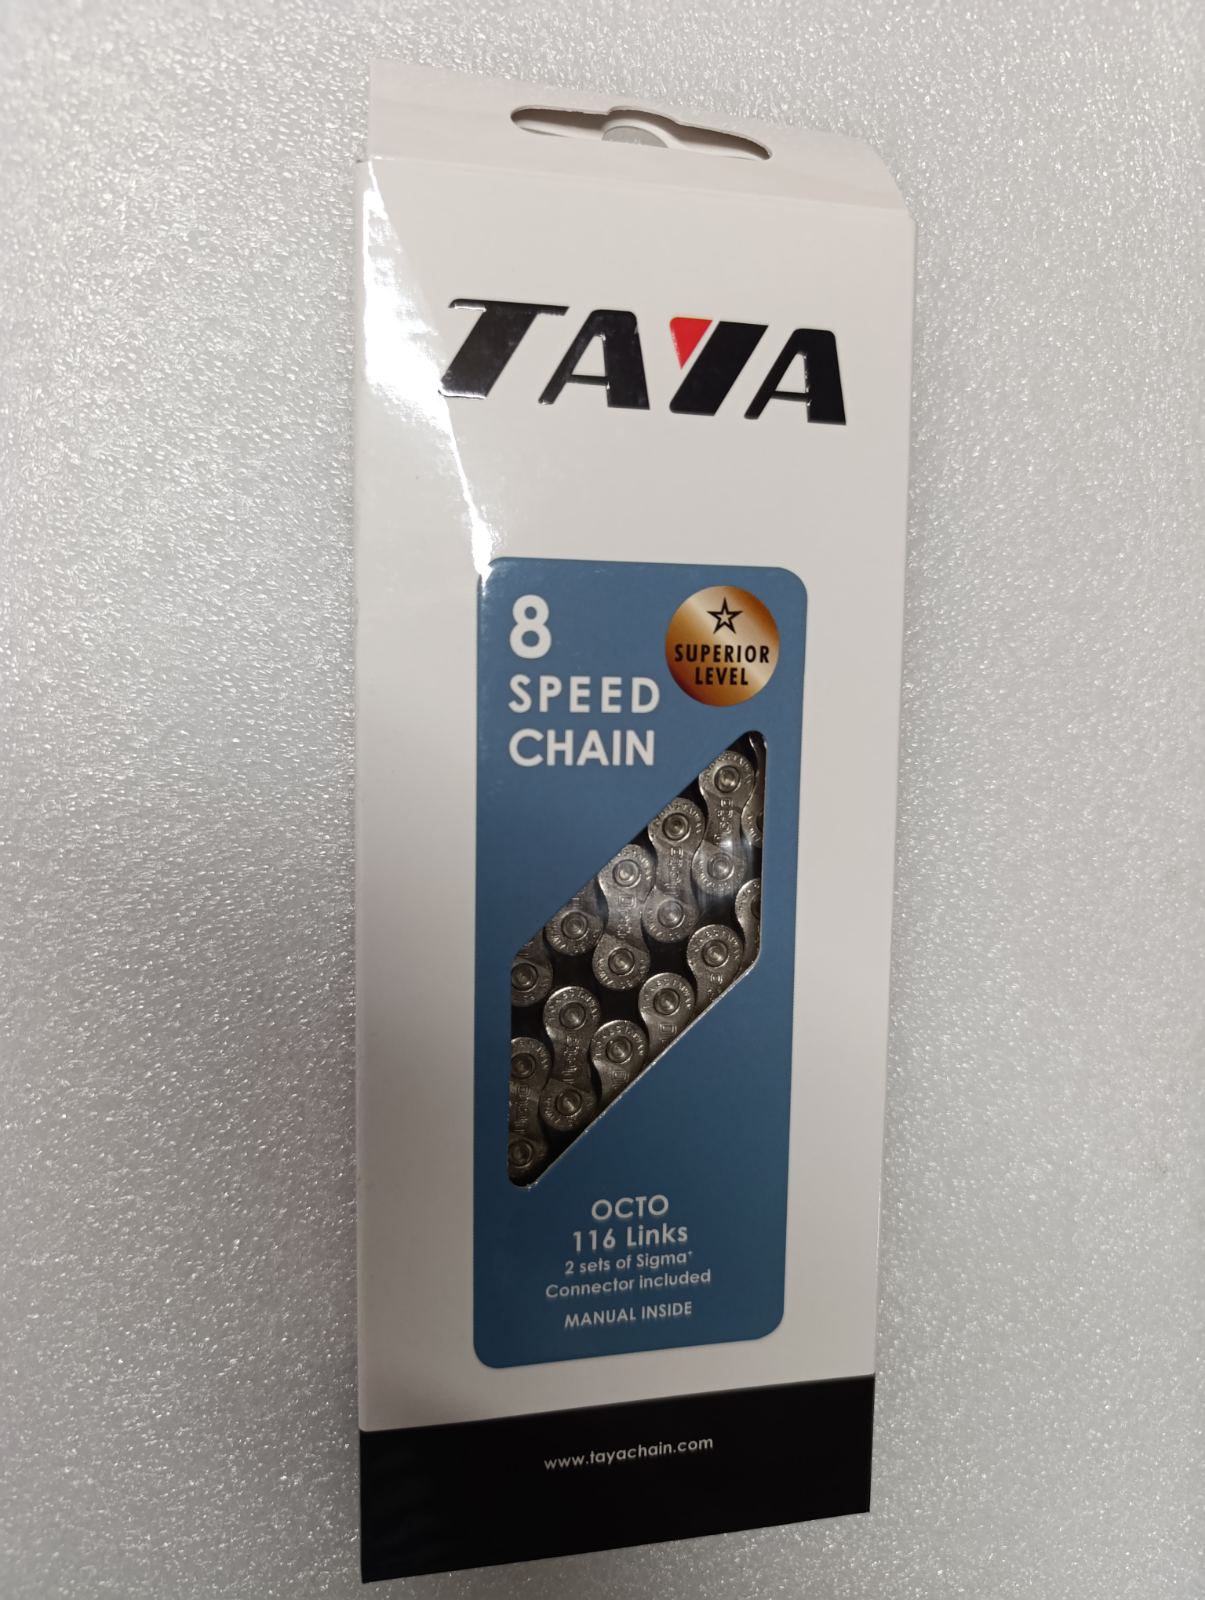 TAYA
8
SPEED
CHAIN
SUPERIOR
LEVEL
OCTO
116 Links
2 sets of Sigma+
Connector included
MANUAL INSIDE
www.tayachain.com